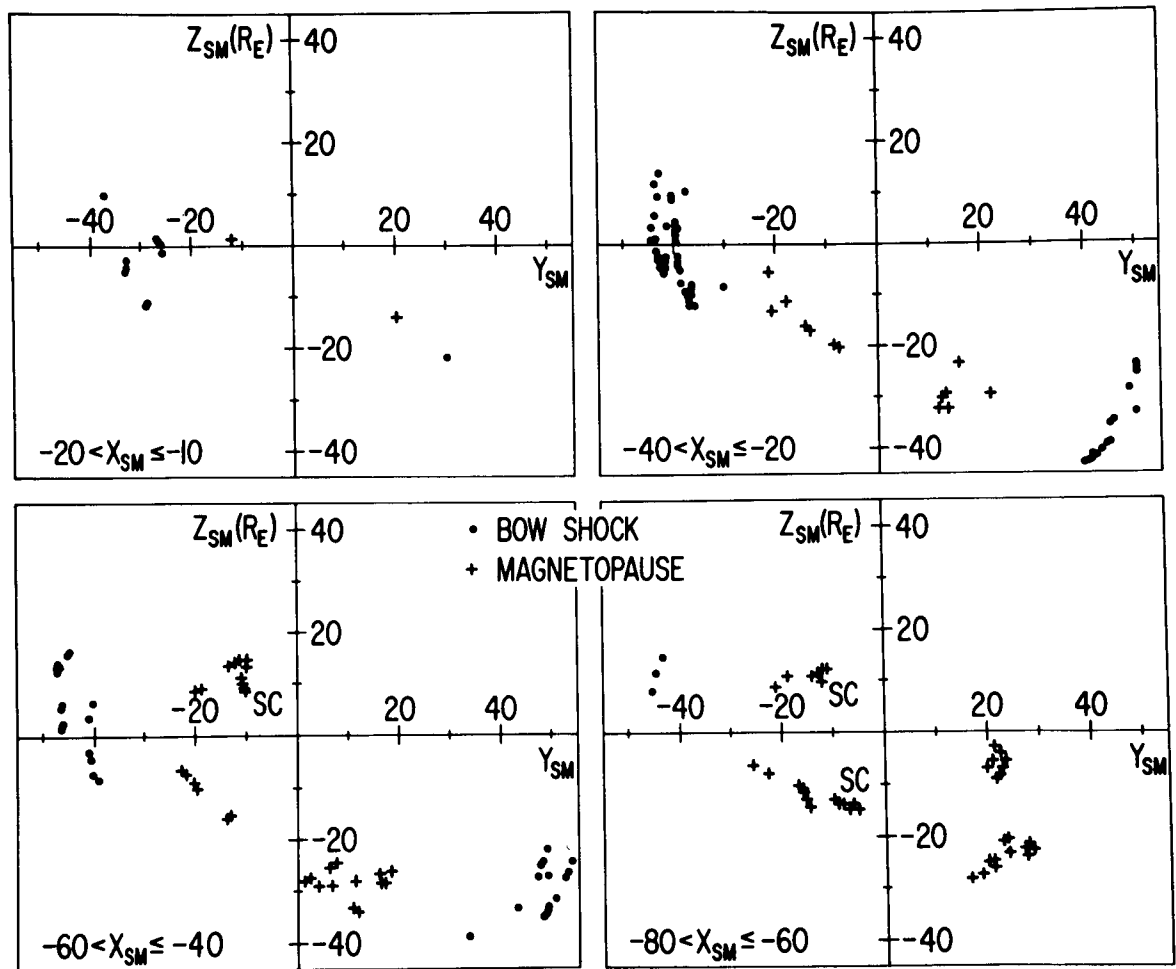 Z_SM(R_E) 40
20
-40 -20 20 40
Y_SM
-20
-20<X_SM≤-10 -40
Z_SM(R_E) 40
20
-20 20 40
Y_SM
-20
-40<X_SM≤-20 -40
Z_SM(R_E) 40
• BOW SHOCK
+ MAGNETOPAUSE
20
-20 SC 20 40
Y_SM
-20
-60<X_SM≤-40 -40
Z_SM(R_E) 40
20
SC
-40 -20 20 40
Y_SM
SC
-20
-80<X_SM≤-60 -40